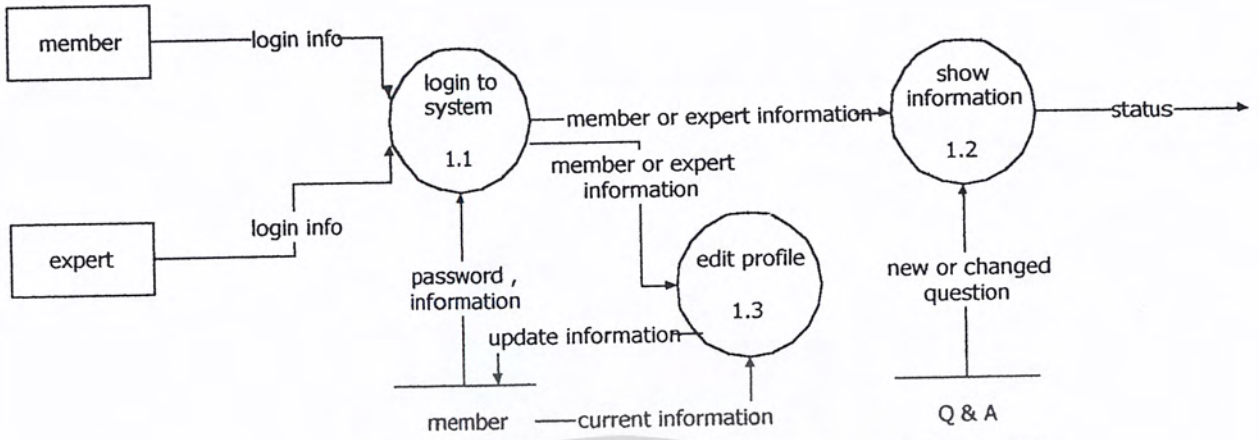 member
login info
login to
system
1.1
member or expert information
show
information
1.2
status
member or expert
information
expert
login info
password ,
information
edit profile
1.3
new or changed
question
update information
member
current information
Q & A